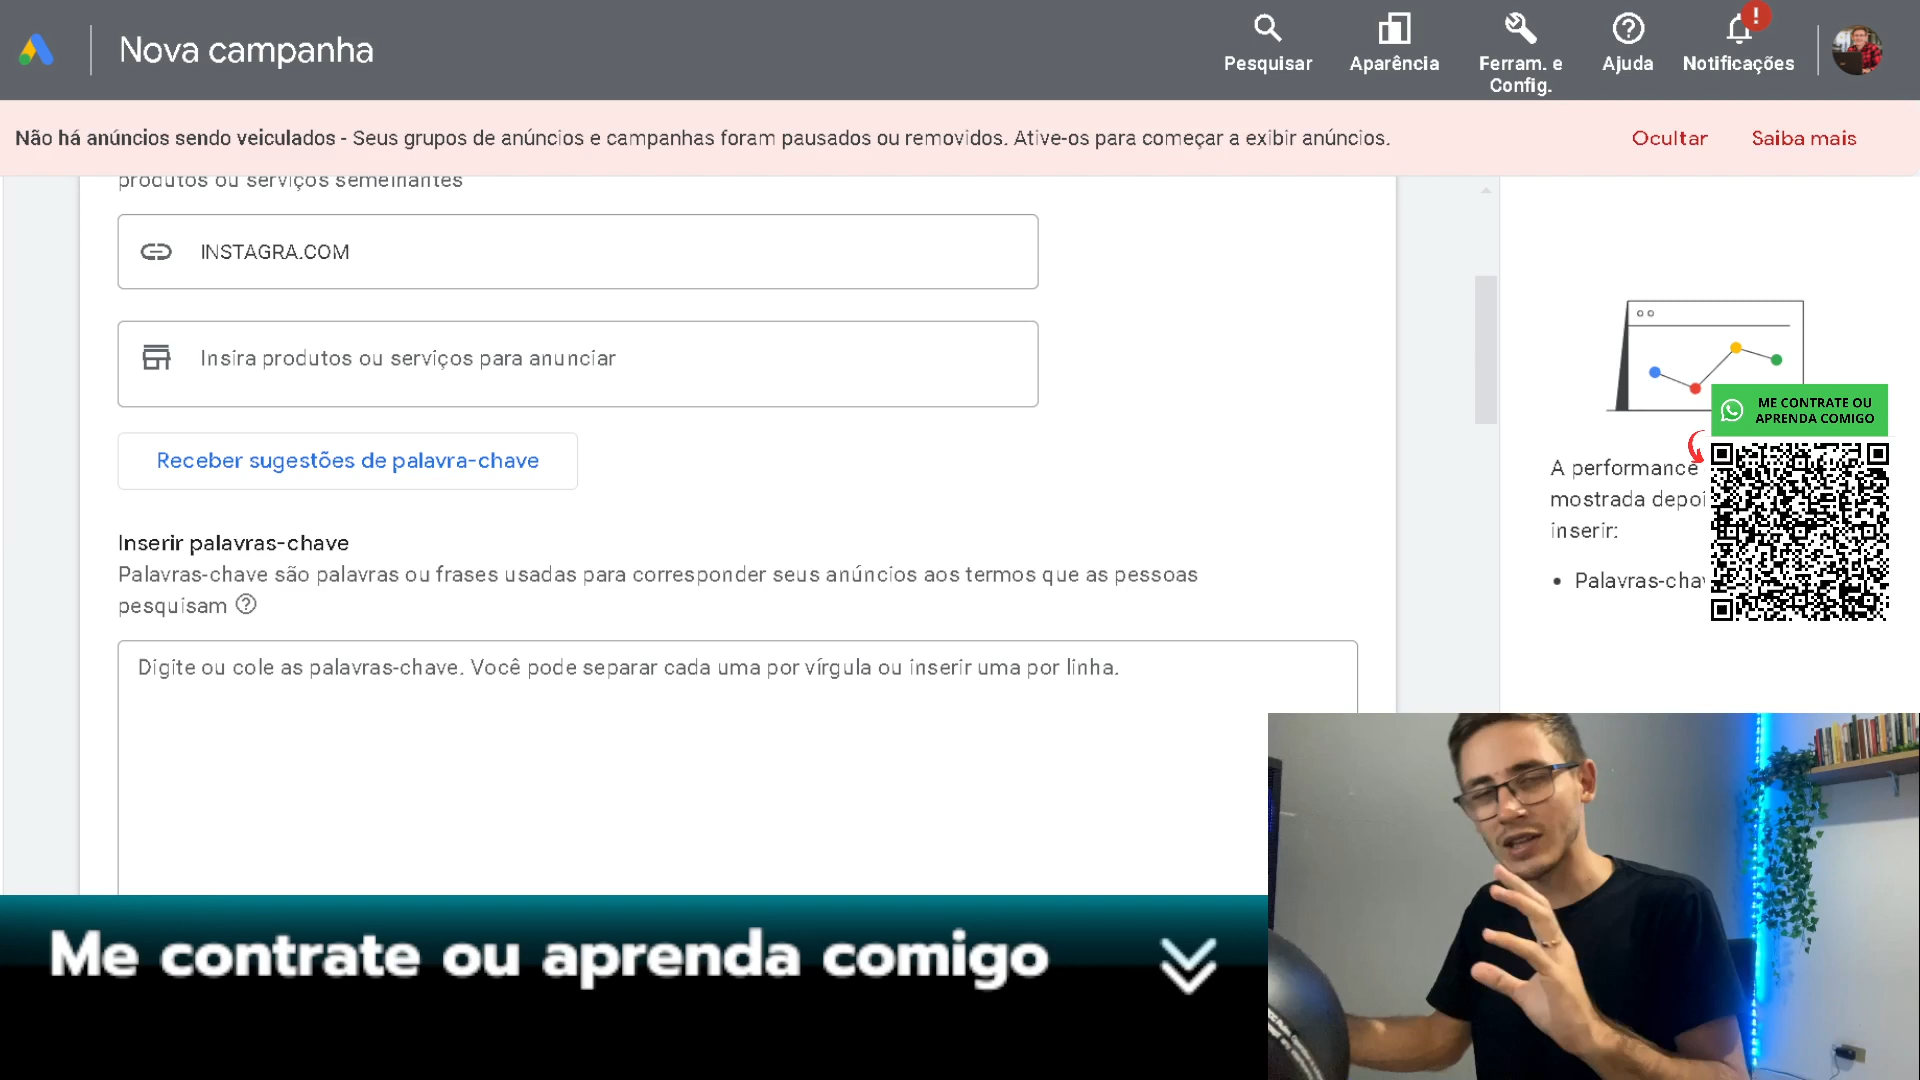 Nova campanha
Pesquisar
Aparência
Ferram. e
Config.
Ajuda
Notificações
!
Não há anúncios sendo veiculados - Seus grupos de anúncios e campanhas foram pausados ou removidos. Ative-os para começar a exibir anúncios.
Ocultar
Saiba mais
produtos ou serviços semelhantes
INSTAGRA.COM
Insira produtos ou serviços para anunciar
Receber sugestões de palavra-chave
Inserir palavras-chave
Palavras-chave são palavras ou frases usadas para corresponder seus anúncios aos termos que as pessoas
pesquisam
Digite ou cole as palavras-chave. Você pode separar cada uma por vírgula ou inserir uma por linha.
ME CONTRATE OU
APRENDA COMIGO
A performance
mostrada depoi
inserir:
• Palavras-chav
Me contrate ou aprenda comigo